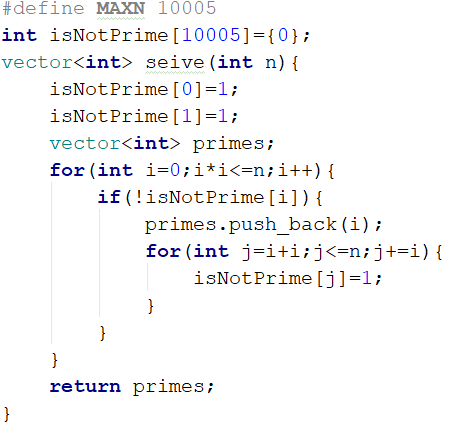 #define MAXN 10005
int isNotPrime[10005]={0};
vector<int> seive(int n){
    isNotPrime[0]=1;
    isNotPrime[1]=1;
    vector<int> primes;
    for(int i=0;i*i<=n;i++){
        if(!isNotPrime[i]){
            primes.push_back(i);
            for(int j=i+i;j<=n;j+=i){
                isNotPrime[j]=1;
            }
        }
    }
    return primes;
}